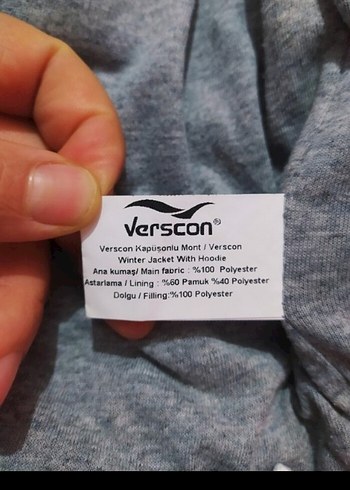 Verscon®
Verscon Kapüşonlu Mont / Verscon
Winter Jacket With Hoodie
Ana kumaş/ Main fabric : %100 Polyester
Astarlama / Lining : %60 Pamuk %40 Polyester
Dolgu / Filling:%100 Polyester